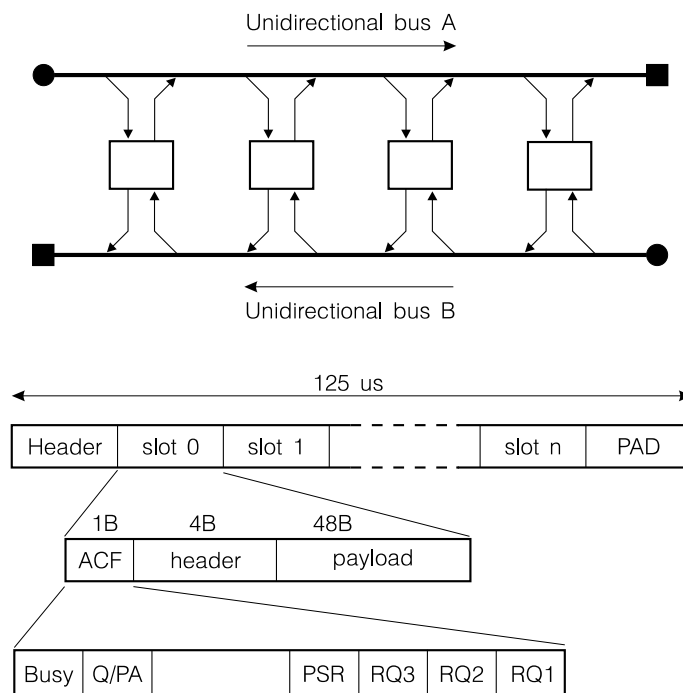 Unidirectional bus A
Unidirectional bus B
125 us
Header slot 0 slot 1 slot n PAD
1B 4B 48B
ACF header payload
Busy Q/PA PSR RQ3 RQ2 RQ1